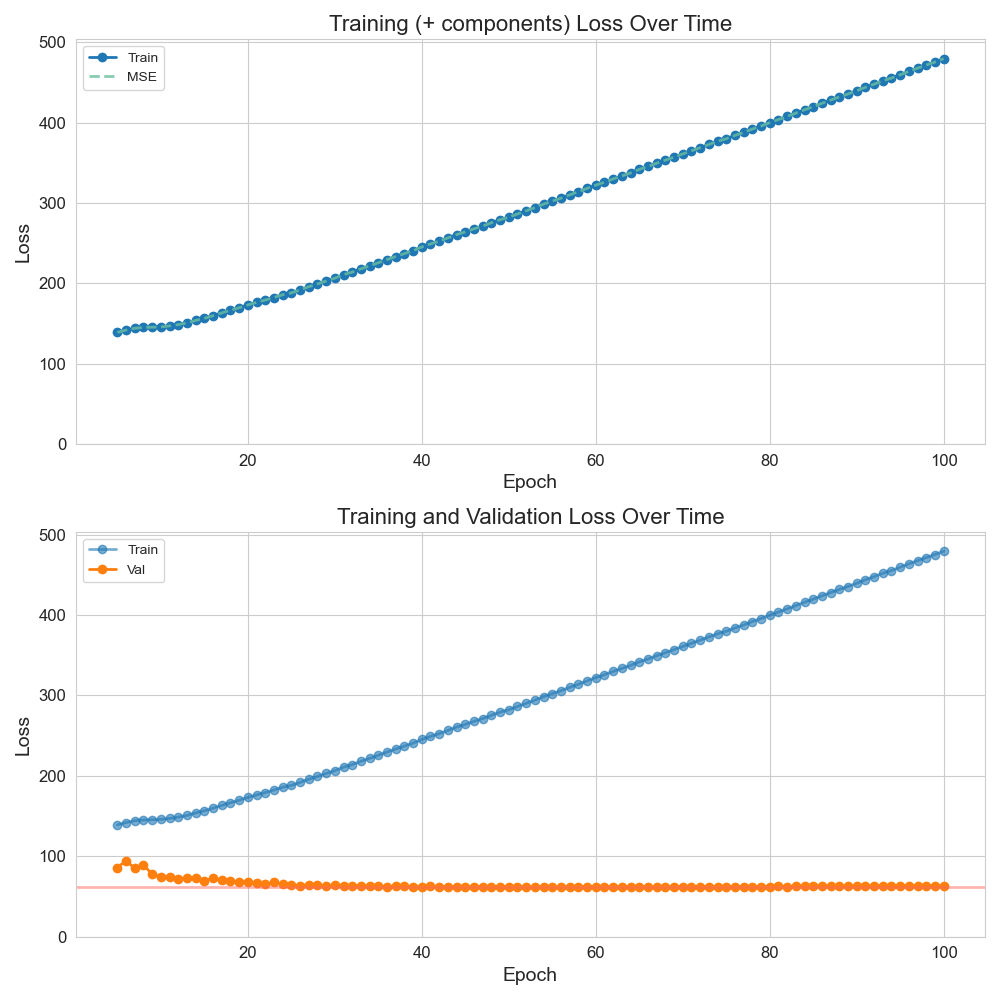 Training (+ components) Loss Over Time
500
400
300
200
100
0
Loss
Train
MSE
20 40 60 80 100
Epoch
Training and Validation Loss Over Time
500
400
300
200
100
0
Loss
Train
Val
20 40 60 80 100
Epoch